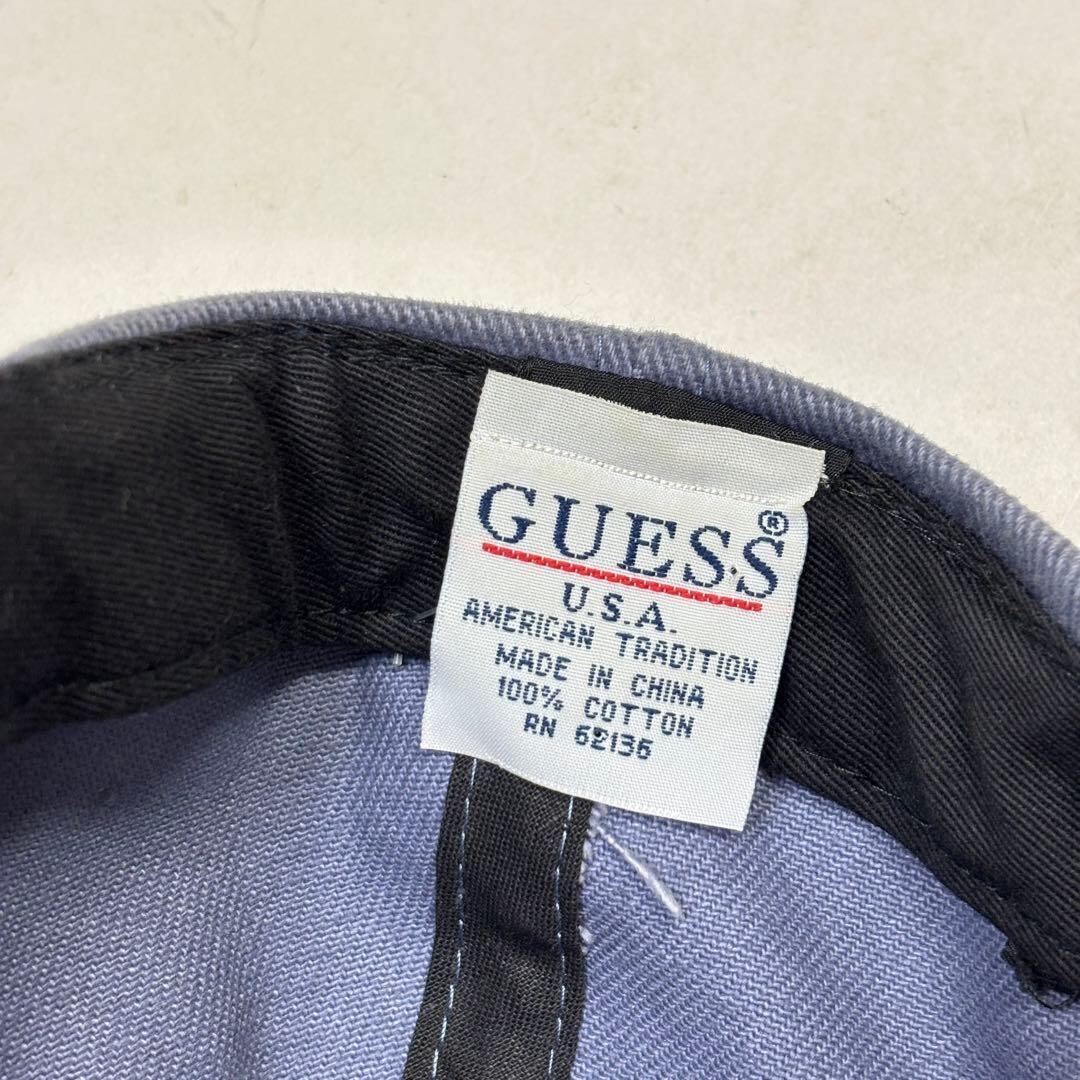 GUESS®
U.S.A.
AMERICAN TRADITION
MADE IN CHINA
100% COTTON
RN 62136